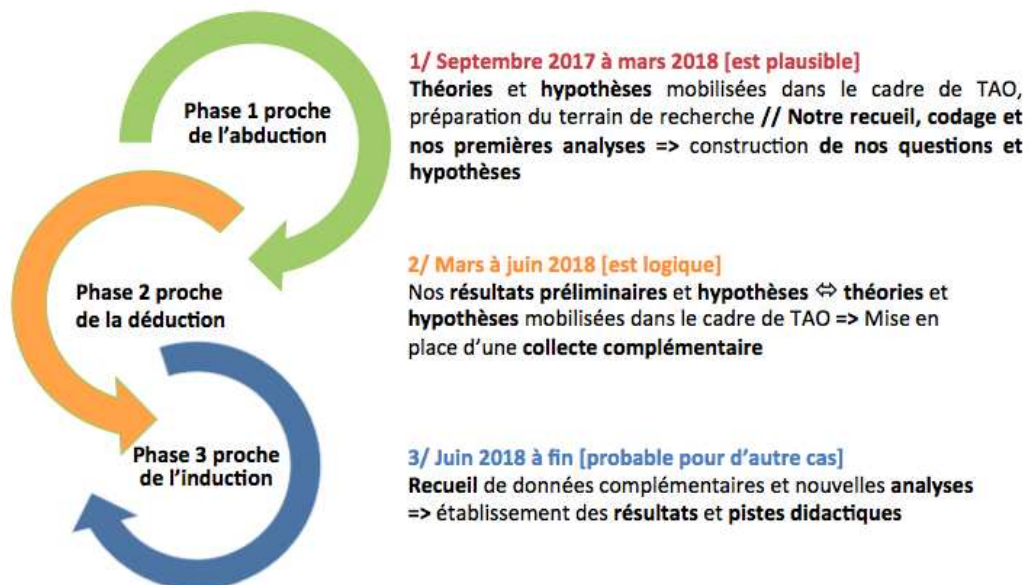 Phase 1 proche
de l'abduction
1/ Septembre 2017 à mars 2018 [est plausible]
Théories et hypothèses mobilisées dans le cadre de TAO,
préparation du terrain de recherche // Notre recueil, codage et
nos premières analyses => construction de nos questions et
hypothèses
Phase 2 proche
de la déduction
2/ Mars à juin 2018 [est logique]
Nos résultats préliminaires et hypothèses ⇔ théories et
hypothèses mobilisées dans le cadre de TAO => Mise en
place d'une collecte complémentaire
Phase 3 proche
de l'induction
3/ Juin 2018 à fin [probable pour d'autre cas]
Recueil de données complémentaires et nouvelles analyses
=> établissement des résultats et pistes didactiques